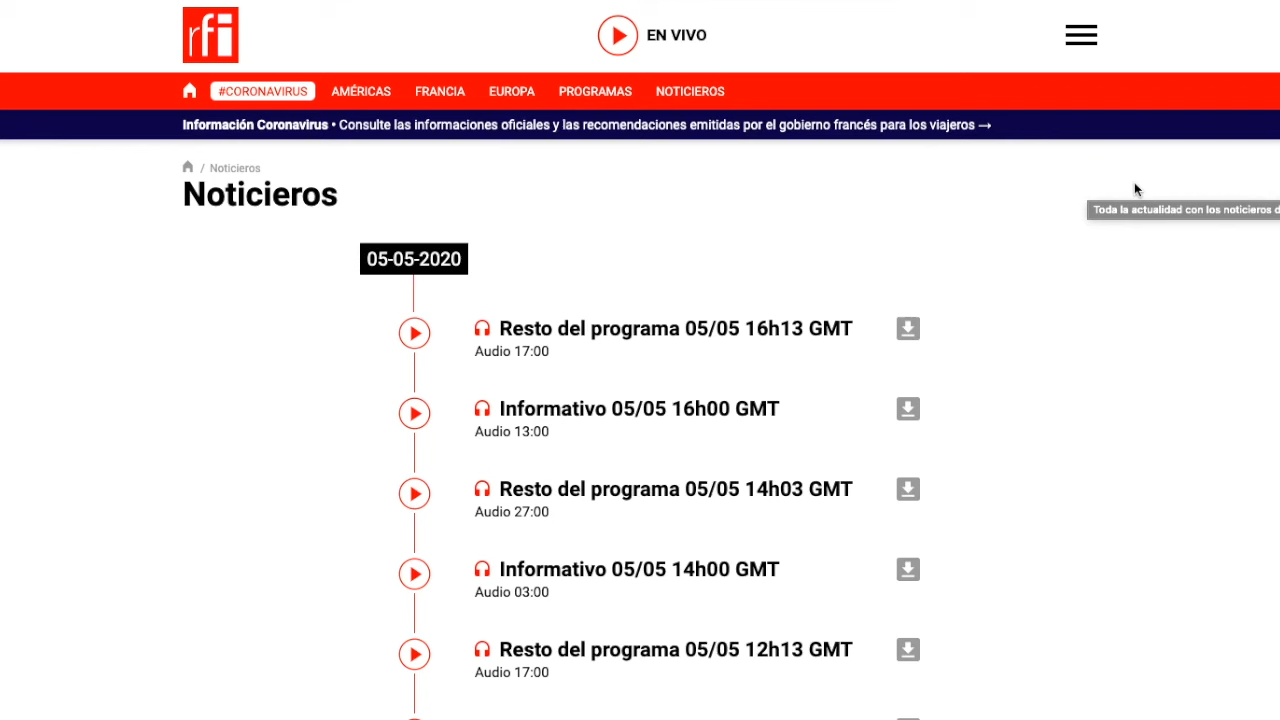 rfi
EN VIVO
#CORONAVIRUS AMÉRICAS FRANCIA EUROPA PROGRAMAS NOTICIEROS
Información Coronavirus • Consulte las informaciones oficiales y las recomendaciones emitidas por el gobierno francés para los viajeros →
/ Noticieros
Noticieros
Toda la actualidad con los noticieros d
05-05-2020
Resto del programa 05/05 16h13 GMT
Audio 17:00
Informativo 05/05 16h00 GMT
Audio 13:00
Resto del programa 05/05 14h03 GMT
Audio 27:00
Informativo 05/05 14h00 GMT
Audio 03:00
Resto del programa 05/05 12h13 GMT
Audio 17:00